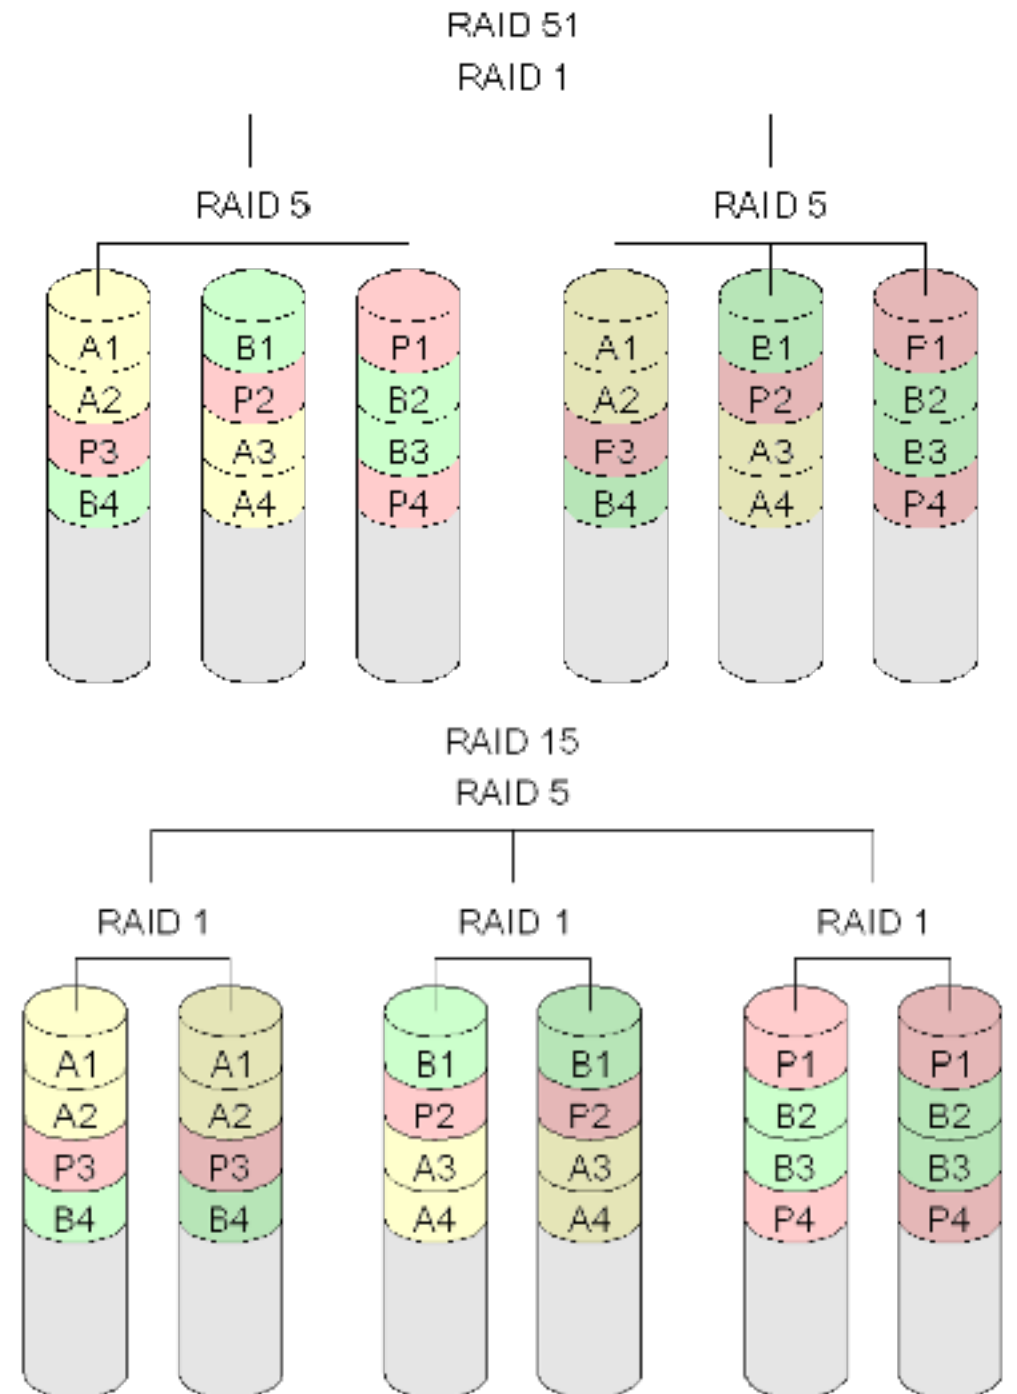 RAID 51
RAID 1
RAID 5 RAID 5
A1 B1 P1 A1 B1 P1
A2 P2 B2 A2 P2 B2
P3 A3 B3 P3 A3 B3
B4 A4 P4 B4 A4 P4
RAID 15
RAID 5
RAID 1 RAID 1 RAID 1
A1 A1 B1 B1 P1 P1
A2 A2 P2 P2 B2 B2
P3 P3 A3 A3 B3 B3
B4 B4 A4 A4 P4 P4